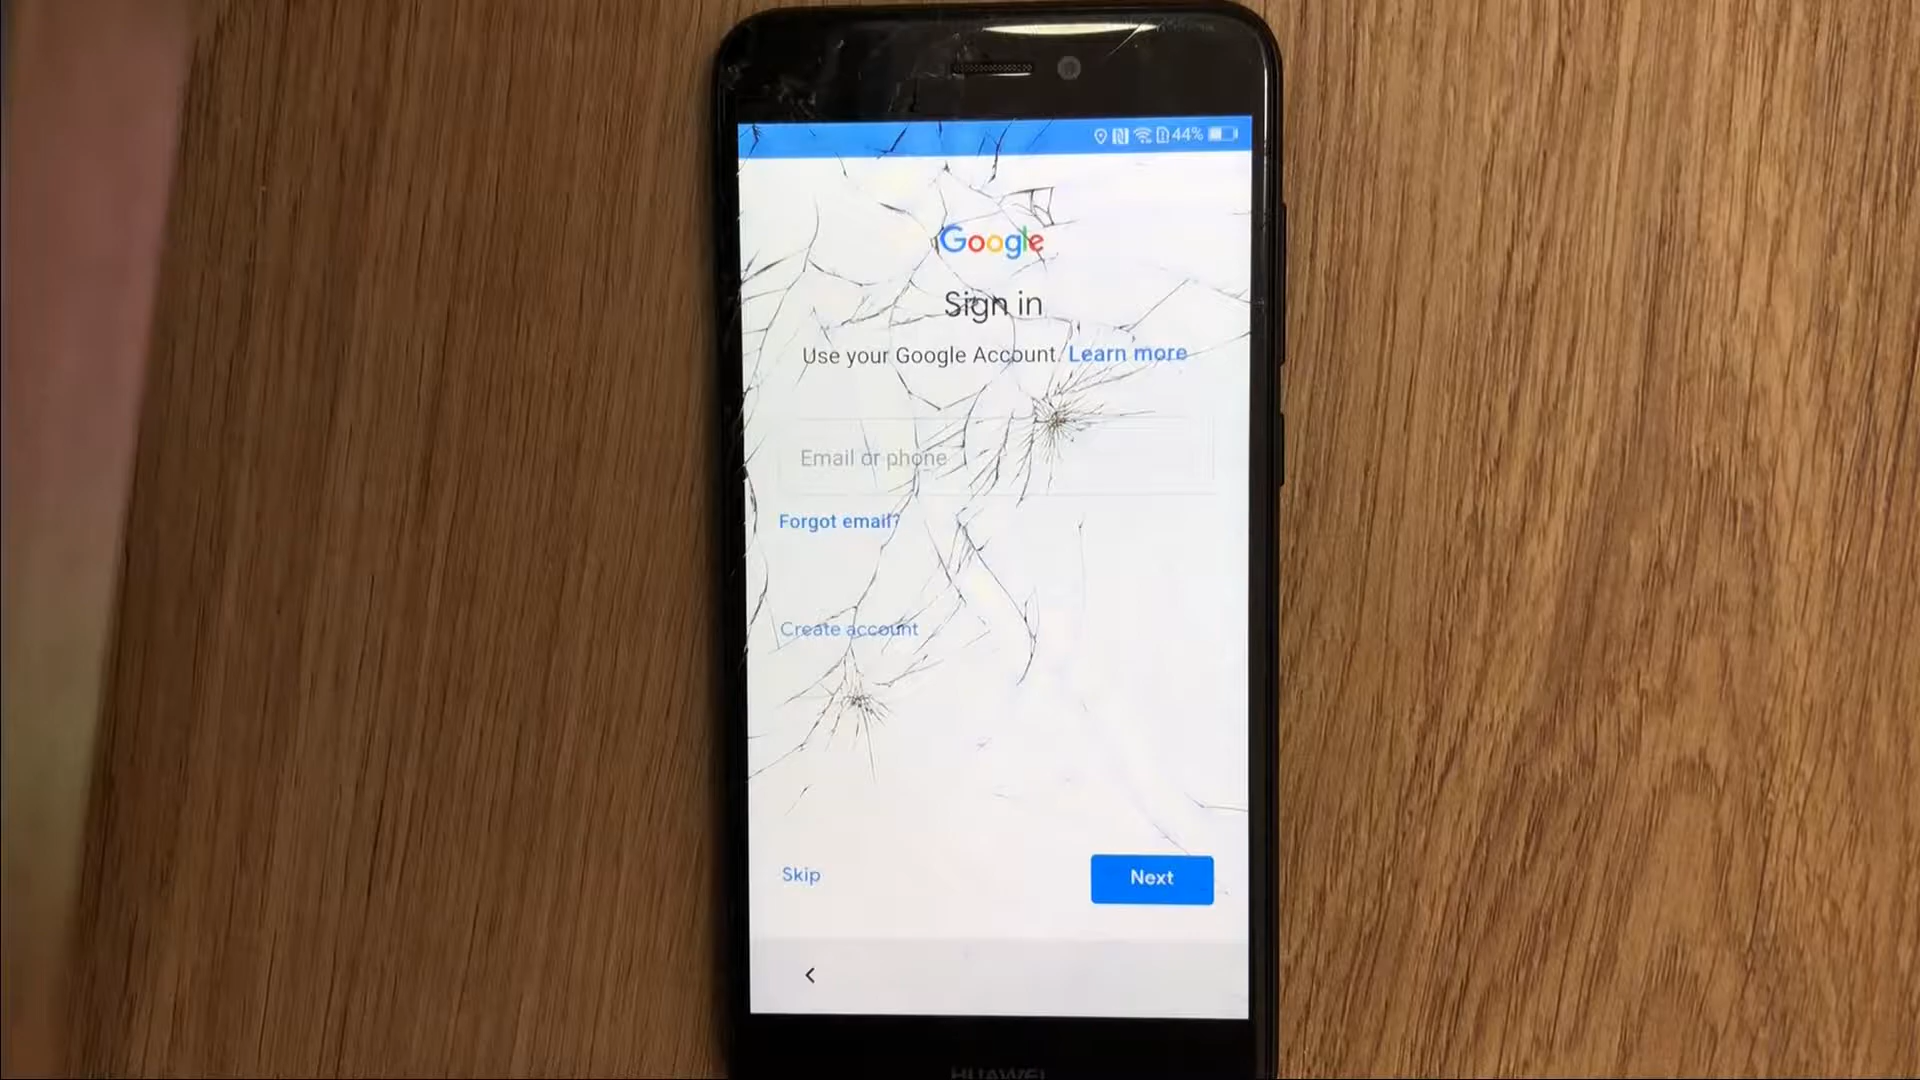 44%
Google
Sign in
Use your Google Account. Learn more
Email or phone
Forgot email?
Create account
Skip
Next
HUAWEI